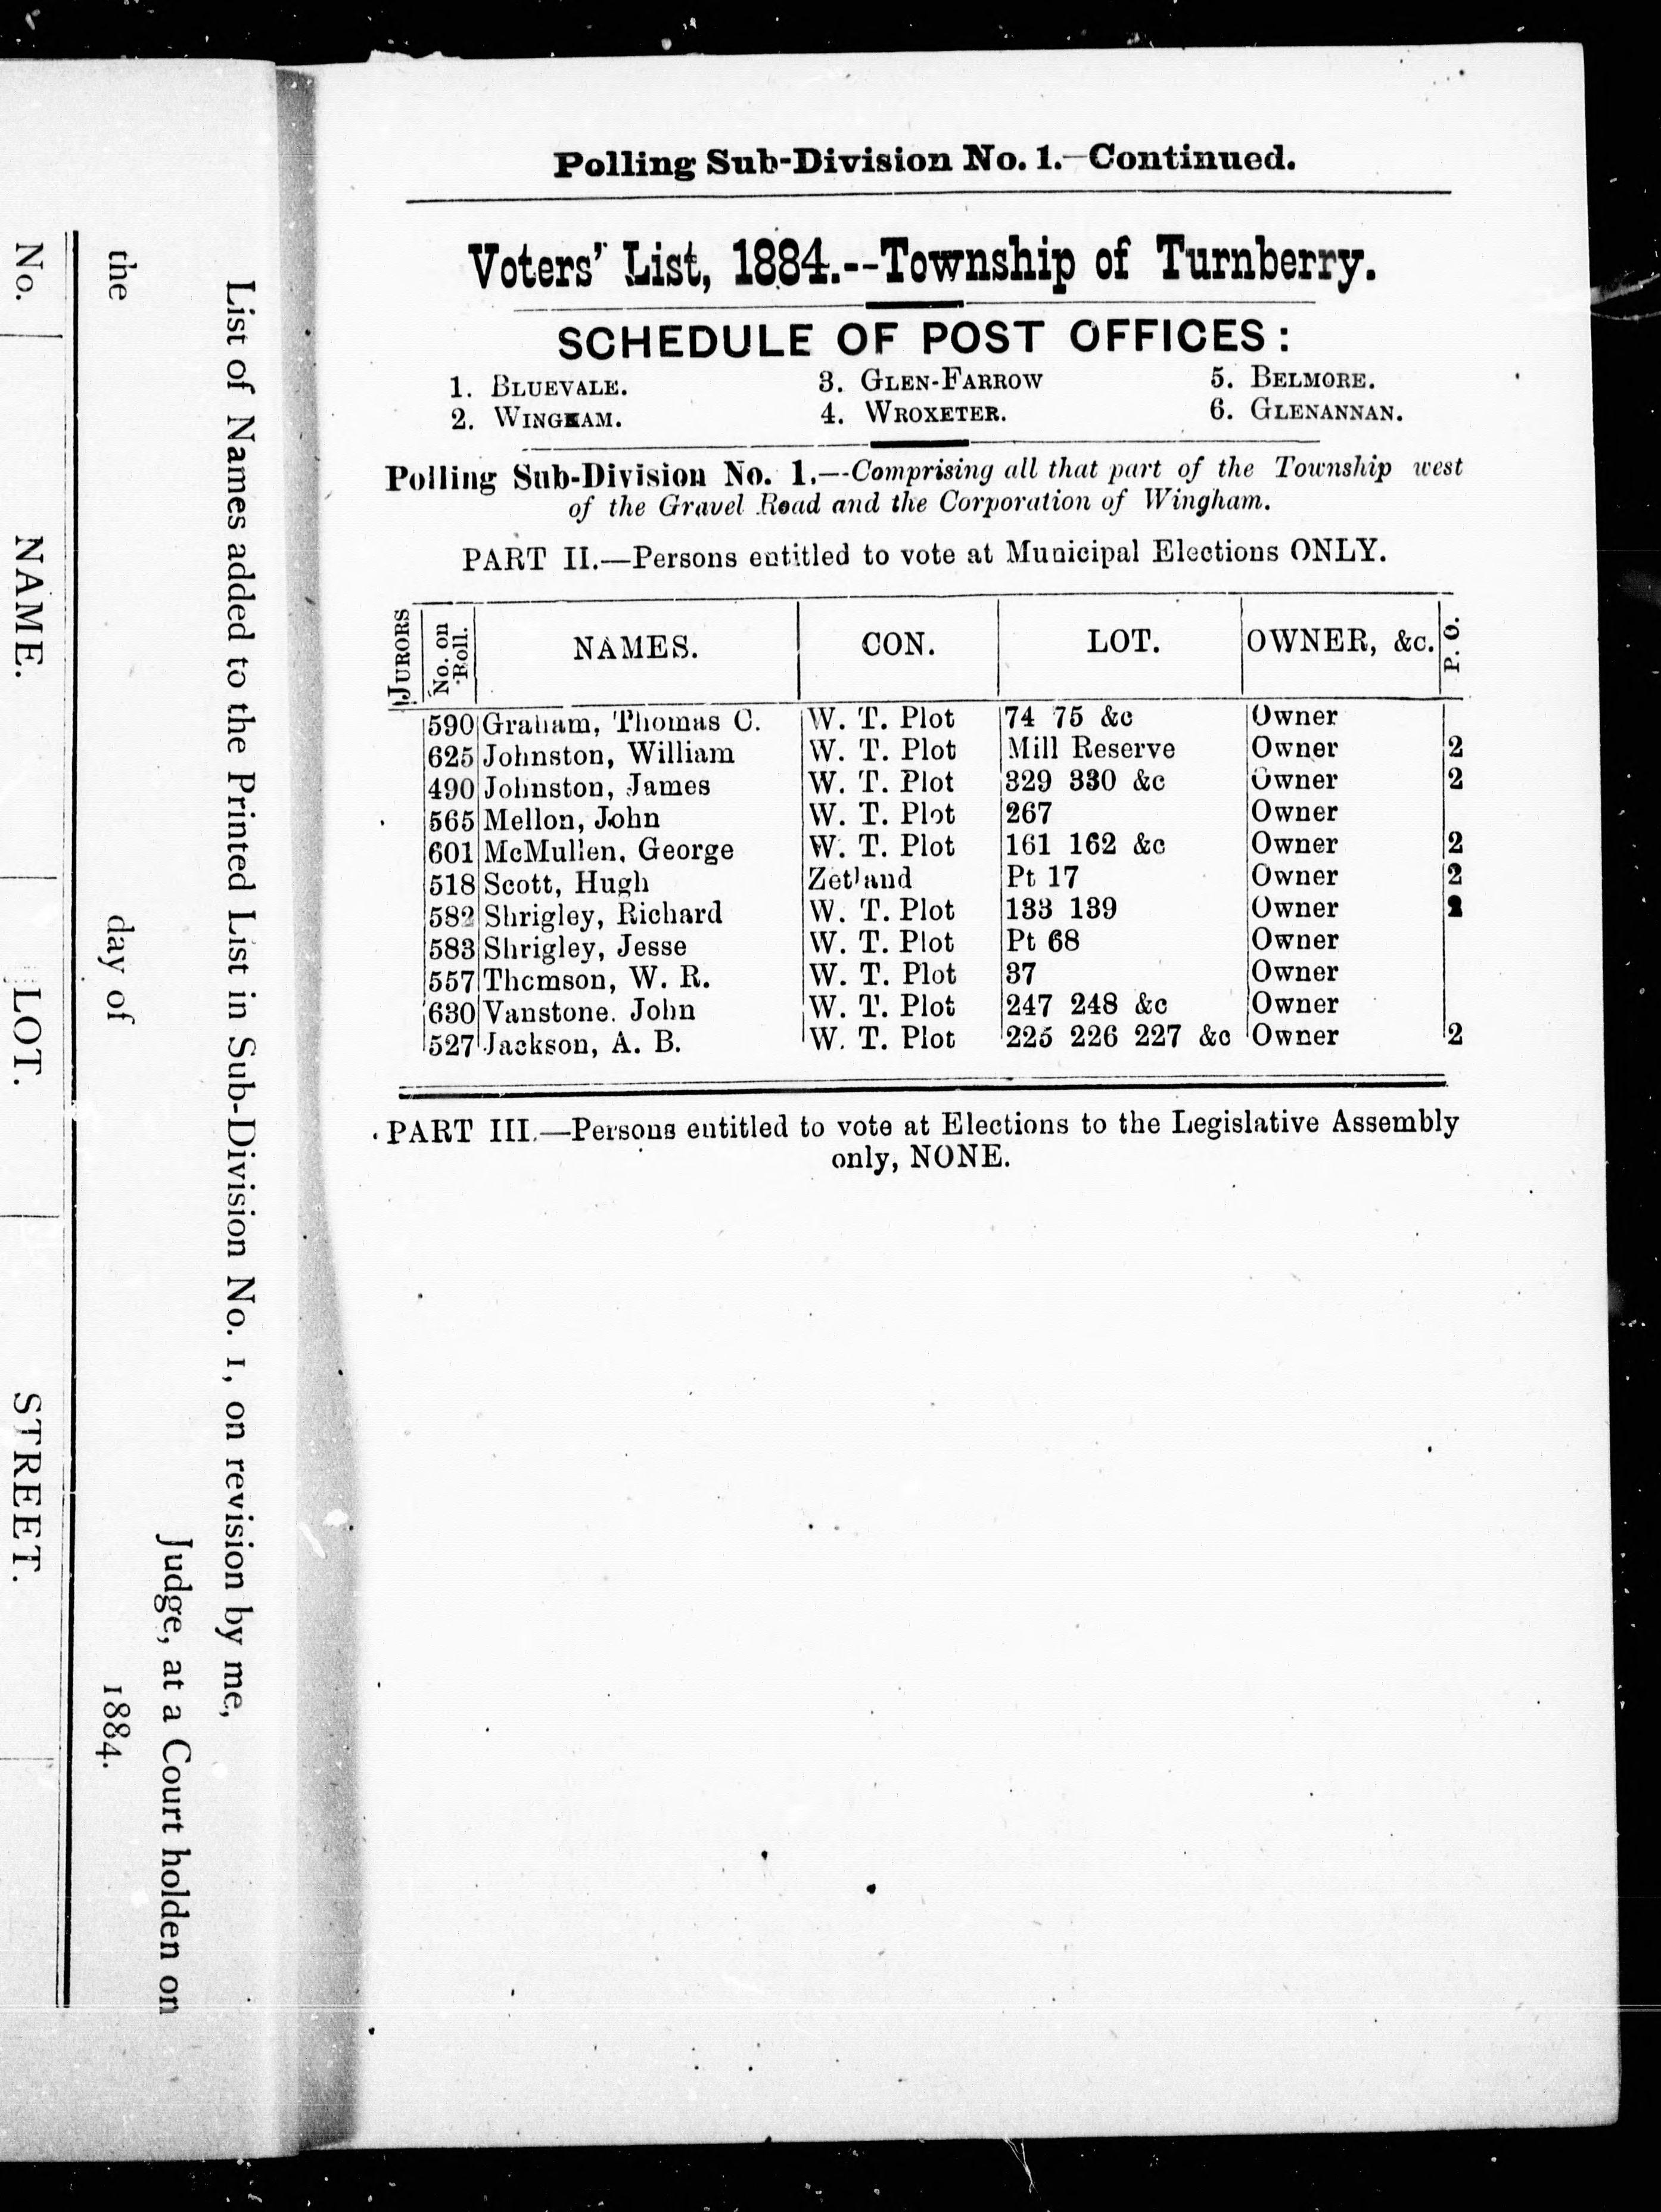 List of Names added to the Printed List in Sub-Division No. 1, on revision by me,
Judge, at a Court holden on
the day of 1884.
No. NAME. LOT. STREET.
Polling Sub-Division No. 1.—Continued.
Voters' List, 1884.--Township of Turnberry.
SCHEDULE OF POST OFFICES:
1. BLUEVALE. 3. GLEN-FARROW 5. BELMORE.
2. WINGHAM. 4. WROXETER. 6. GLENANNAN.
Polling Sub-Division No. 1.—Comprising all that part of the Township west
of the Gravel Road and the Corporation of Wingham.
PART II.—Persons entitled to vote at Municipal Elections ONLY.
JURORS No. on Roll. NAMES. CON. LOT. OWNER, &c. P. O.
590 Graham, Thomas C. W. T. Plot 74 75 &c Owner
625 Johnston, William W. T. Plot Mill Reserve Owner 2
490 Johnston, James W. T. Plot 329 330 &c Owner 2
565 Mellon, John W. T. Plot 267 Owner
601 McMullen, George W. T. Plot 161 162 &c Owner 2
518 Scott, Hugh Zetland Pt 17 Owner 2
582 Shrigley, Richard W. T. Plot 133 139 Owner 2
583 Shrigley, Jesse W. T. Plot Pt 68 Owner
557 Thomson, W. R. W. T. Plot 37 Owner
630 Vanstone. John W. T. Plot 247 248 &c Owner
527 Jackson, A. B. W. T. Plot 225 226 227 &c Owner 2
PART III.—Persons entitled to vote at Elections to the Legislative Assembly
only, NONE.